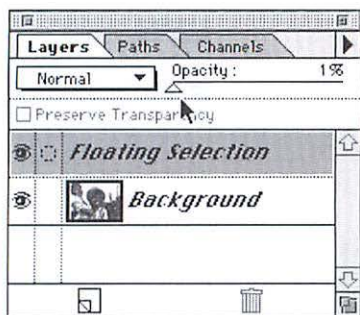 Layers Paths Channels
Normal Opacity: 1%
Preserve Transparency
Floating Selection
Background